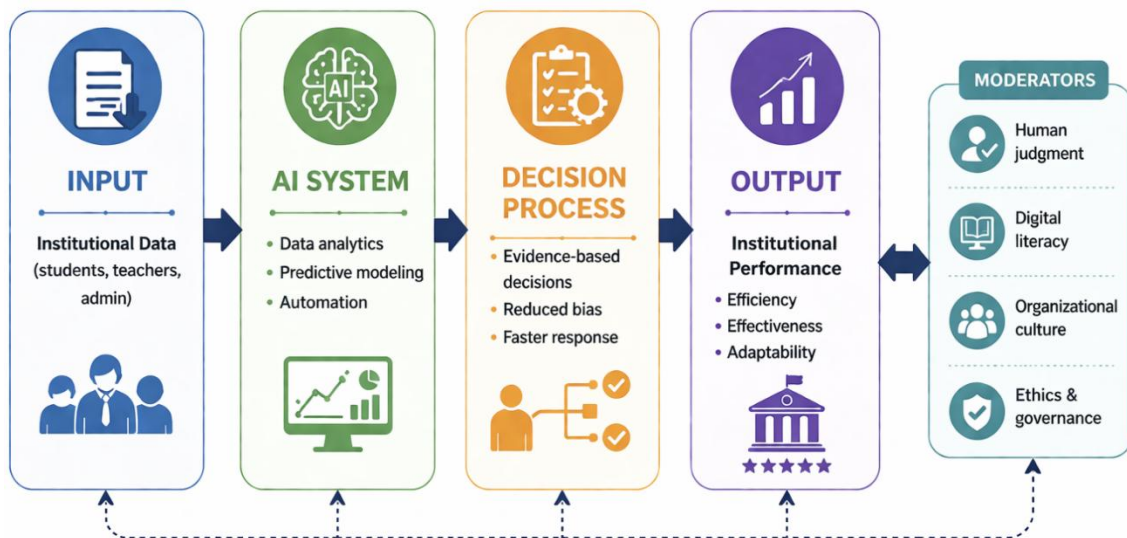 INPUT
Institutional Data
(students, teachers,
admin)
AI
AI SYSTEM
• Data analytics
• Predictive modeling
• Automation
DECISION
PROCESS
• Evidence-based
decisions
• Reduced bias
• Faster response
OUTPUT
Institutional
Performance
• Efficiency
• Effectiveness
• Adaptability
MODERATORS
Human
judgment
Digital
literacy
Organizational
culture
Ethics &
governance